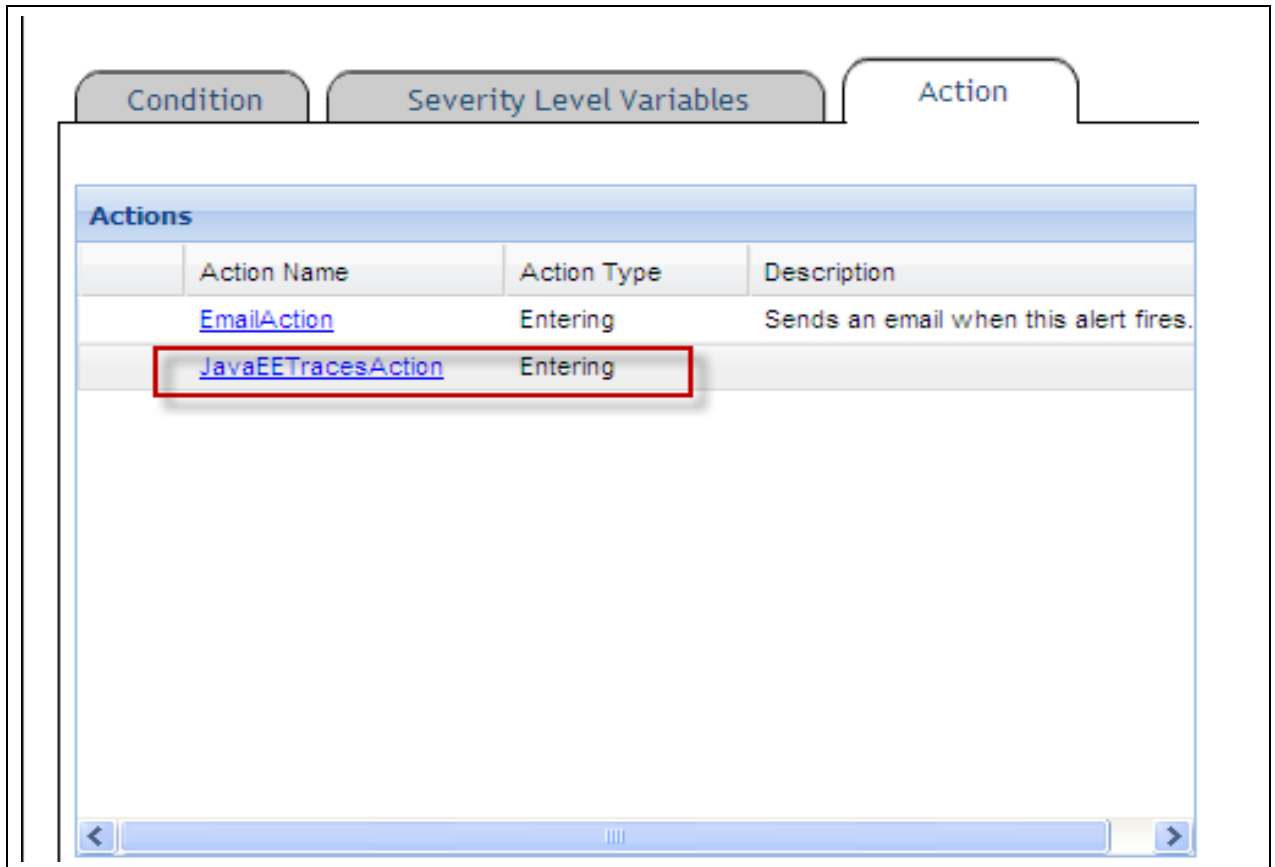 Condition Severity Level Variables Action
Actions
Action Name Action Type Description
EmailAction Entering Sends an email when this alert fires.
JavaEETracesAction Entering